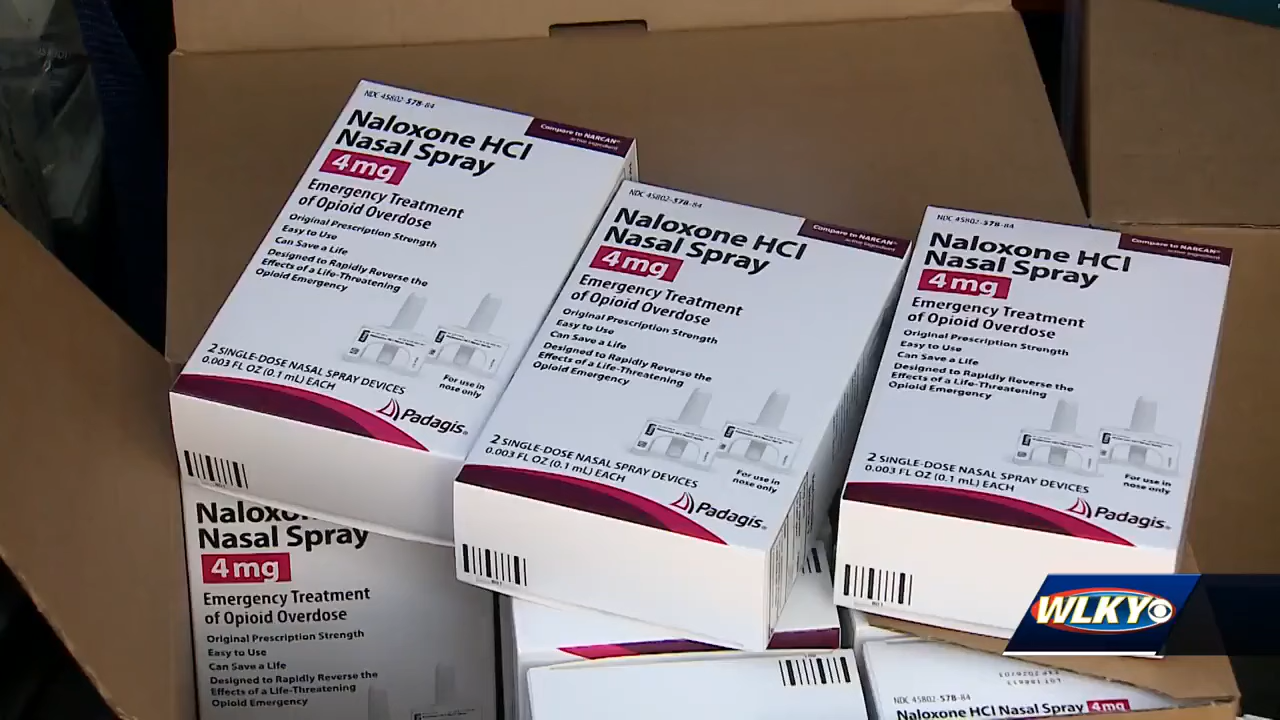 NDC 45802-578-84
Compare to NARCAN®
active ingredient
Naloxone HCl
Nasal Spray
4mg
Emergency Treatment
of Opioid Overdose
Original Prescription Strength
Easy to Use
Can Save a Life
Designed to Rapidly Reverse the
Effects of a Life-Threatening
Opioid Emergency
2 SINGLE-DOSE NASAL SPRAY DEVICES
0.003 FL OZ (0.1 mL) EACH
For use in
nose only
Padagis®
NDC 45802-578-84
Compare to NARCAN®
active ingredient
Naloxone HCl
Nasal Spray
4mg
Emergency Treatment
of Opioid Overdose
Original Prescription Strength
Easy to Use
Can Save a Life
Designed to Rapidly Reverse the
Effects of a Life-Threatening
Opioid Emergency
2 SINGLE-DOSE NASAL SPRAY DEVICES
0.003 FL OZ (0.1 mL) EACH
For use in
nose only
Padagis®
NDC 45802-578-84
Compare to NARCAN®
active ingredient
Naloxone HCl
Nasal Spray
4mg
Emergency Treatment
of Opioid Overdose
Original Prescription Strength
Easy to Use
Can Save a Life
Designed to Rapidly Reverse the
Effects of a Life-Threatening
Opioid Emergency
2 SINGLE-DOSE NASAL SPRAY DEVICES
0.003 FL OZ (0.1 mL) EACH
For use in
nose only
Padagis®
Nasal Spray
4mg
Emergency Treatment
of Opioid Overdose
Original Prescription Strength
Easy to Use
Can Save a Life
Designed to Rapidly Reverse the
Effects of a Life-Threatening
Opioid Emergency
NDC 45802-578-84
Naloxone HCl Nasal Spray 4mg
WLKY